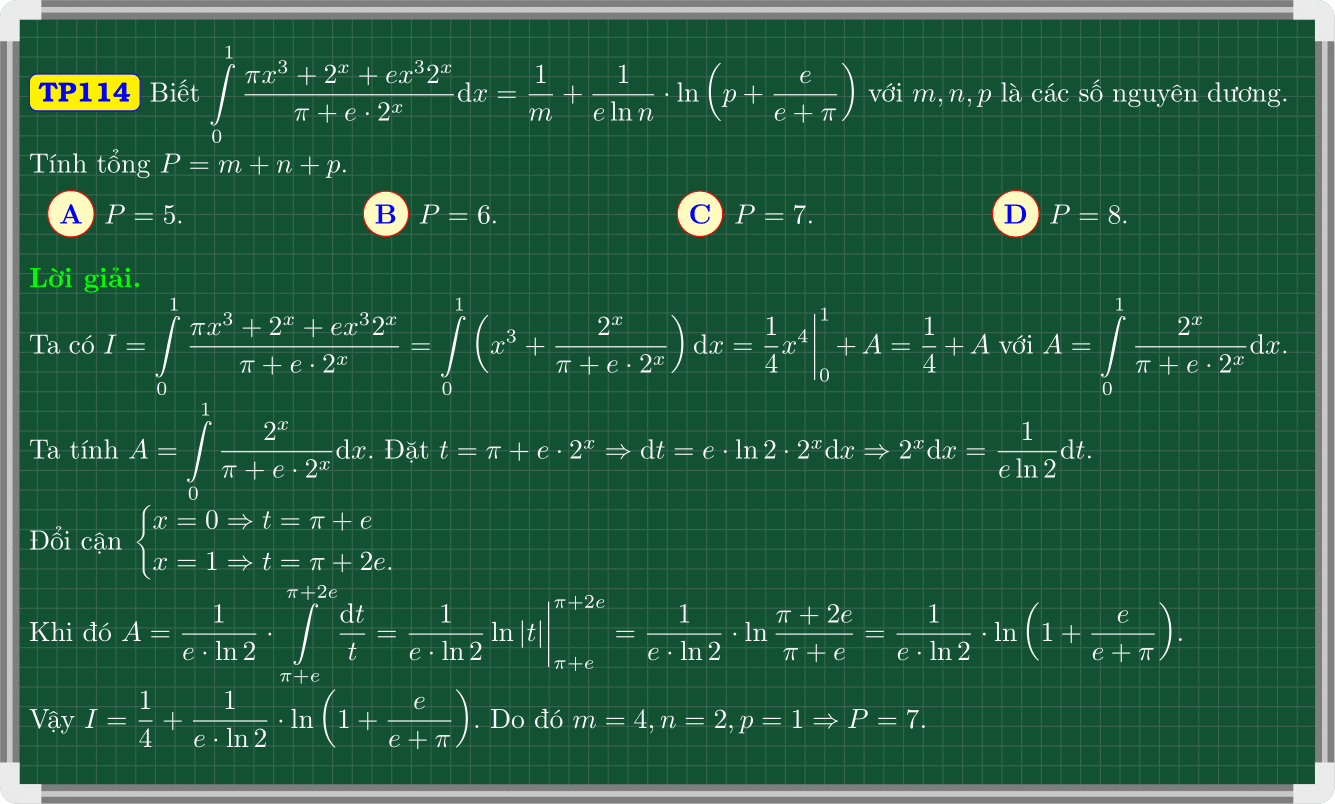 TP114 Biết $\int\limits_0^1 \frac{\pi x^3 + 2^x + ex^3 2^x}{\pi + e \cdot 2^x} \mathrm{d}x = \frac{1}{m} + \frac{1}{e \ln n} \cdot \ln \left( p + \frac{e}{e + \pi} \right)$ với $m, n, p$ là các số nguyên dương.
Tính tổng $P = m + n + p$.
A $P = 5$. B $P = 6$. C $P = 7$. D $P = 8$.
Lời giải.
Ta có $I = \int\limits_0^1 \frac{\pi x^3 + 2^x + ex^3 2^x}{\pi + e \cdot 2^x} = \int\limits_0^1 \left( x^3 + \frac{2^x}{\pi + e \cdot 2^x} \right) \mathrm{d}x = \frac{1}{4} x^4 \Big|_0^1 + A = \frac{1}{4} + A$ với $A = \int\limits_0^1 \frac{2^x}{\pi + e \cdot 2^x} \mathrm{d}x$.
Ta tính $A = \int\limits_0^1 \frac{2^x}{\pi + e \cdot 2^x} \mathrm{d}x$. Đặt $t = \pi + e \cdot 2^x \Rightarrow \mathrm{d}t = e \cdot \ln 2 \cdot 2^x \mathrm{d}x \Rightarrow 2^x \mathrm{d}x = \frac{1}{e \ln 2} \mathrm{d}t$.
Đổi cận $\begin{cases} x = 0 \Rightarrow t = \pi + e \\ x = 1 \Rightarrow t = \pi + 2e. \end{cases}$
Khi đó $A = \frac{1}{e \cdot \ln 2} \cdot \int\limits_{\pi + e}^{\pi + 2e} \frac{\mathrm{d}t}{t} = \frac{1}{e \cdot \ln 2} \ln |t| \Big|_{\pi + e}^{\pi + 2e} = \frac{1}{e \cdot \ln 2} \cdot \ln \frac{\pi + 2e}{\pi + e} = \frac{1}{e \cdot \ln 2} \cdot \ln \left( 1 + \frac{e}{e + \pi} \right)$.
Vậy $I = \frac{1}{4} + \frac{1}{e \cdot \ln 2} \cdot \ln \left( 1 + \frac{e}{e + \pi} \right)$. Do đó $m = 4, n = 2, p = 1 \Rightarrow P = 7$.